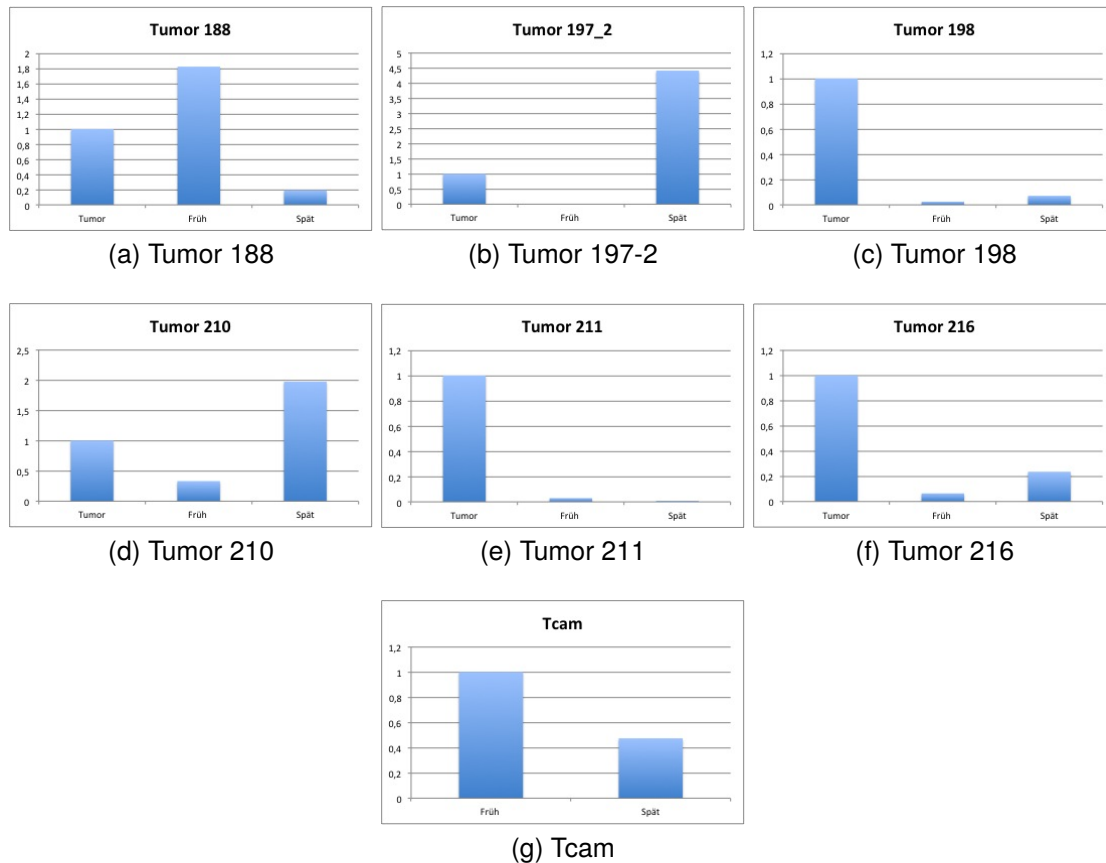 Tumor 188
2
1,8
1,6
1,4
1,2
1
0,8
0,6
0,4
0,2
0
Tumor Früh Spät
(a) Tumor 188
Tumor 197_2
5
4,5
4
3,5
3
2,5
2
1,5
1
0,5
0
Tumor Früh Spät
(b) Tumor 197-2
Tumor 198
1,2
1
0,8
0,6
0,4
0,2
0
Tumor Früh Spät
(c) Tumor 198
Tumor 210
2,5
2
1,5
1
0,5
0
Tumor Früh Spät
(d) Tumor 210
Tumor 211
1,2
1
0,8
0,6
0,4
0,2
0
Tumor Früh Spät
(e) Tumor 211
Tumor 216
1,2
1
0,8
0,6
0,4
0,2
0
Tumor Früh Spät
(f) Tumor 216
Tcam
1,2
1
0,8
0,6
0,4
0,2
0
Früh Spät
(g) Tcam